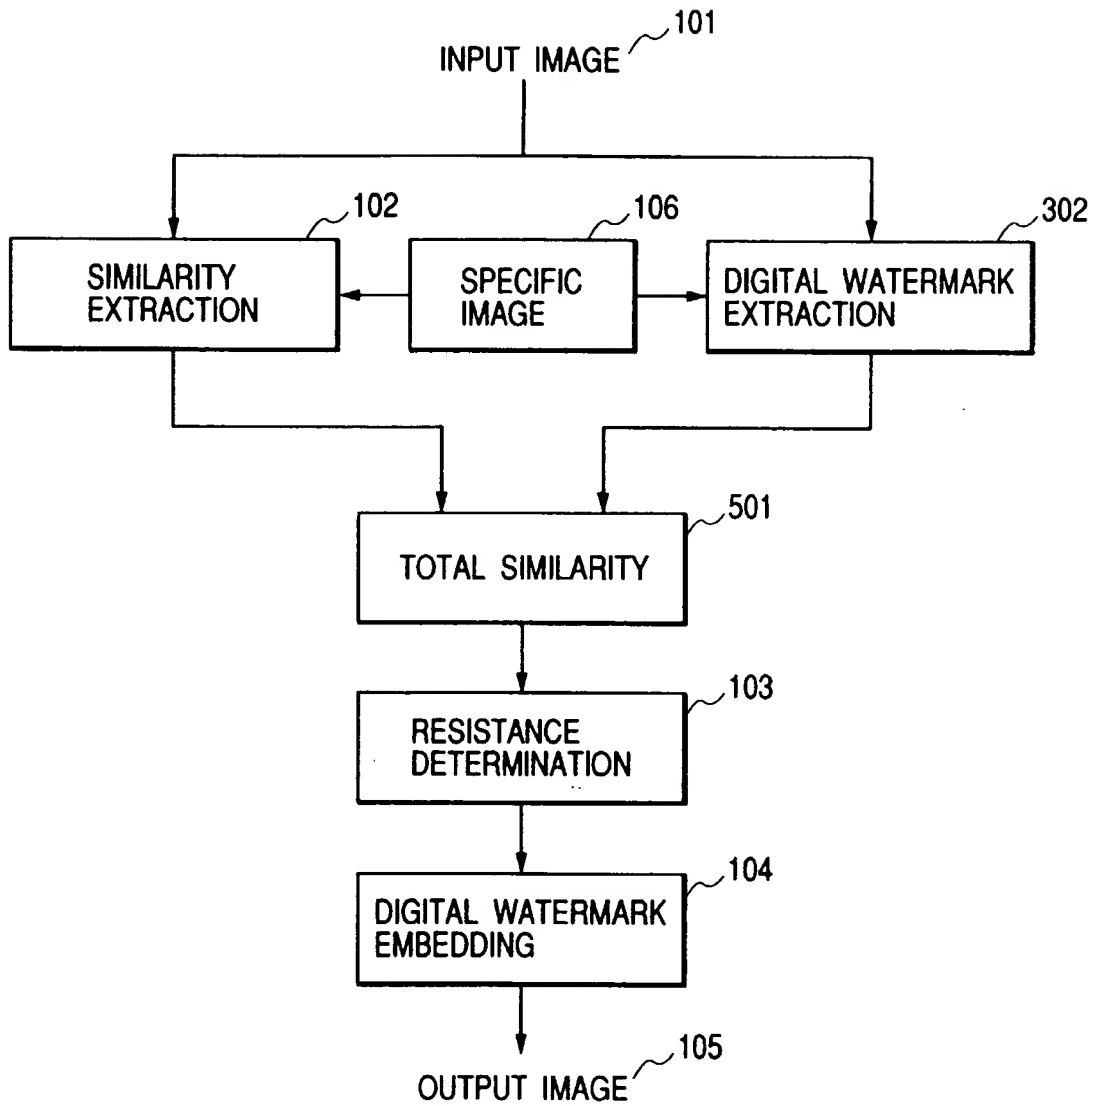 101
INPUT IMAGE
102
106
302
SIMILARITY
EXTRACTION
SPECIFIC
IMAGE
DIGITAL WATERMARK
EXTRACTION
501
TOTAL SIMILARITY
103
RESISTANCE
DETERMINATION
104
DIGITAL WATERMARK
EMBEDDING
105
OUTPUT IMAGE